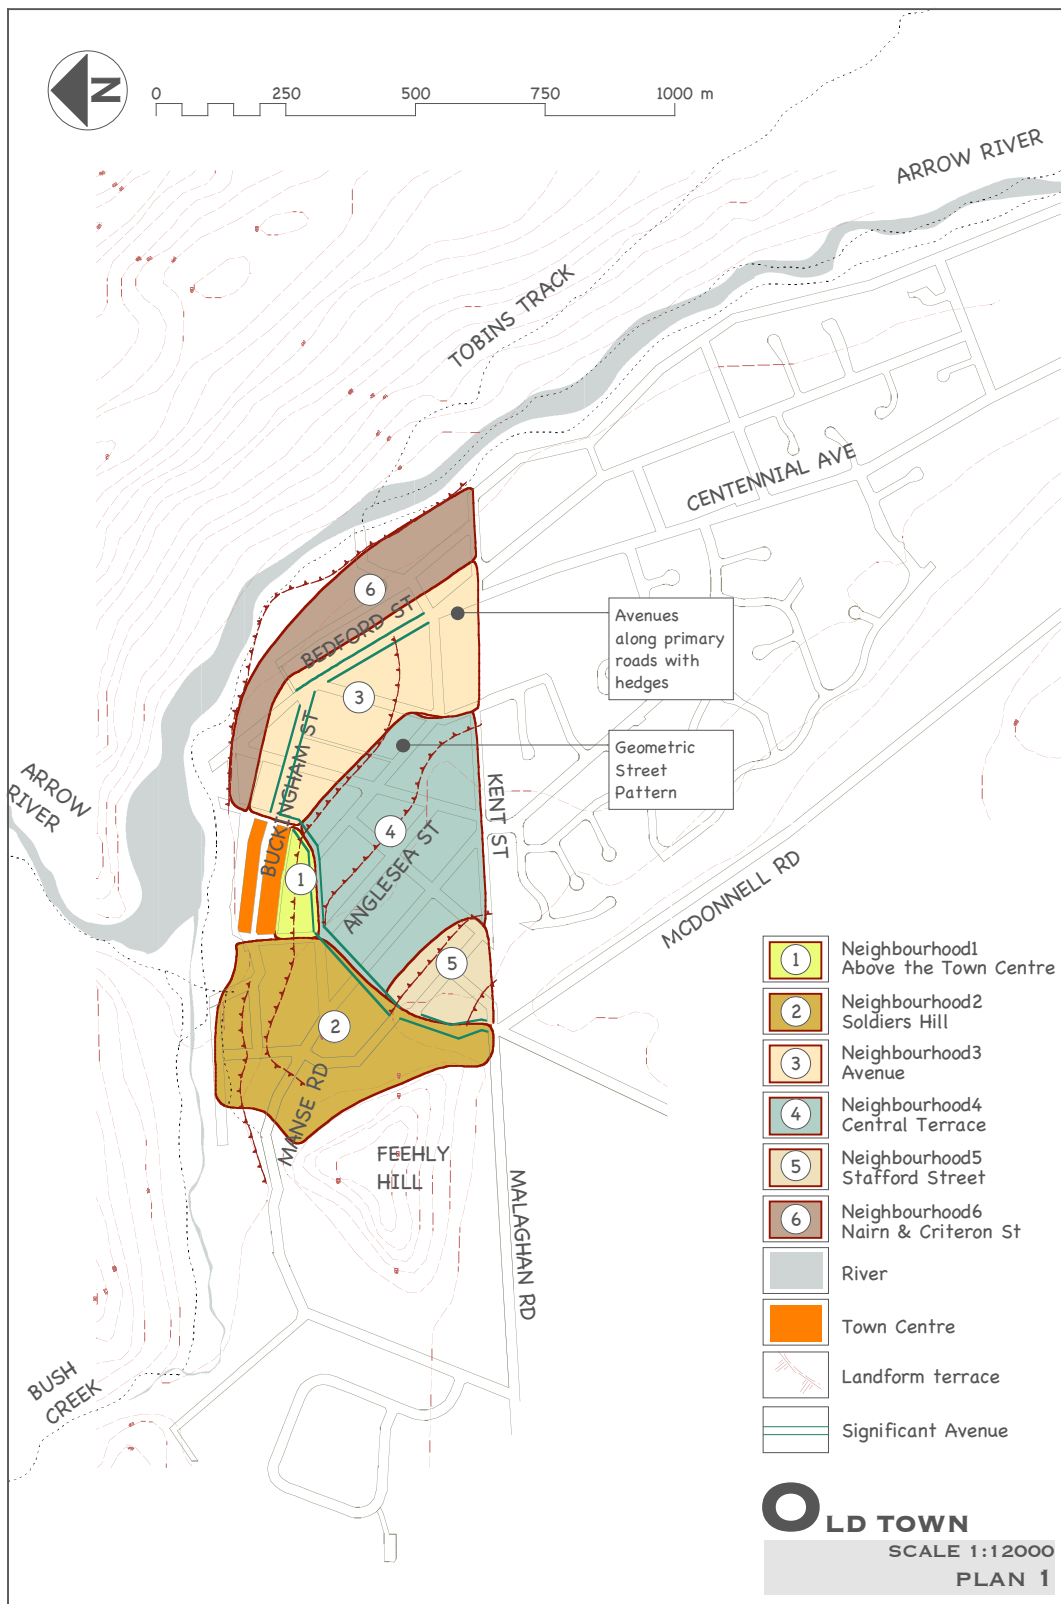 N
0 250 500 750 1000 m
ARROW RIVER
TOBINS TRACK
CENTENNIAL AVE
6
BEDFORD ST
Avenues
along primary
roads with
hedges
3
BUCKINGHAM ST
Geometric
Street
Pattern
ARROW
RIVER
KENT ST
4
ANGLESEA ST
1
MCDONNELL RD
5
2
MANSE RD
FEEHLY
HILL
MALAGHAN RD
BUSH
CREEK
1 Neighbourhood1
Above the Town Centre
2 Neighbourhood2
Soldiers Hill
3 Neighbourhood3
Avenue
4 Neighbourhood4
Central Terrace
5 Neighbourhood5
Stafford Street
6 Neighbourhood6
Nairn & Criteron St
River
Town Centre
Landform terrace
Significant Avenue
OLD TOWN
SCALE 1:12000
PLAN 1